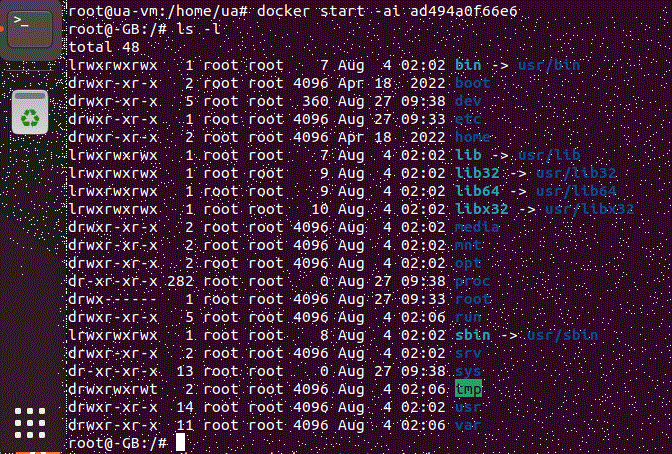 root@ua-vm:/home/ua# docker start -ai ad494a0f66e6
root@-GB:/# ls -l
total 48
lrwxrwxrwx   1 root root    7 Aug  4 02:02 bin -> usr/bin
drwxr-xr-x   2 root root 4096 Apr 18  2022 boot
drwxr-xr-x   5 root root  360 Aug 27 09:38 dev
drwxr-xr-x   1 root root 4096 Aug 27 09:33 etc
drwxr-xr-x   2 root root 4096 Apr 18  2022 home
lrwxrwxrwx   1 root root    7 Aug  4 02:02 lib -> usr/lib
lrwxrwxrwx   1 root root    9 Aug  4 02:02 lib32 -> usr/lib32
lrwxrwxrwx   1 root root    9 Aug  4 02:02 lib64 -> usr/lib64
lrwxrwxrwx   1 root root   10 Aug  4 02:02 libx32 -> usr/libx32
drwxr-xr-x   2 root root 4096 Aug  4 02:02 media
drwxr-xr-x   2 root root 4096 Aug  4 02:02 mnt
drwxr-xr-x   2 root root 4096 Aug  4 02:02 opt
dr-xr-xr-x 282 root root    0 Aug 27 09:38 proc
drwx------   1 root root 4096 Aug 27 09:33 root
drwxr-xr-x   5 root root 4096 Aug  4 02:06 run
lrwxrwxrwx   1 root root    8 Aug  4 02:02 sbin -> usr/sbin
drwxr-xr-x   2 root root 4096 Aug  4 02:02 srv
dr-xr-xr-x  13 root root    0 Aug 27 09:38 sys
drwxrwxrwt   2 root root 4096 Aug  4 02:06 tmp
drwxr-xr-x  14 root root 4096 Aug  4 02:02 usr
drwxr-xr-x  11 root root 4096 Aug  4 02:06 var
root@-GB:/#